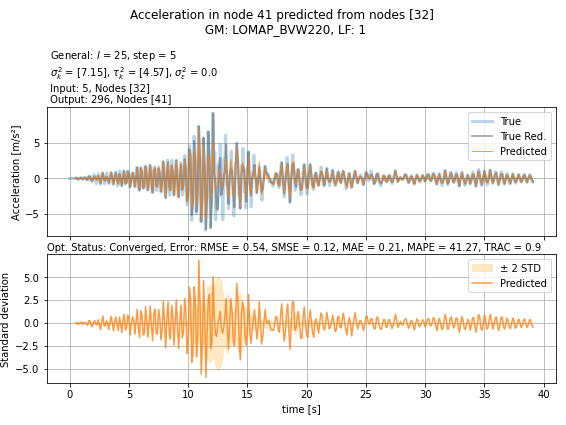 Acceleration in node 41 predicted from nodes [32]
GM: LOMAP_BVW220, LF: 1
General: l = 25, step = 5
σ²ₖ = [7.15], τ²ₖ = [4.57], σ²ε = 0.0
Input: 5, Nodes [32]
Output: 296, Nodes [41]
Acceleration [m/s²]
5
0
−5
True
True Red.
Predicted
Opt. Status: Converged, Error: RMSE = 0.54, SMSE = 0.12, MAE = 0.21, MAPE = 41.27, TRAC = 0.9
Standard deviation
5.0
2.5
0.0
−2.5
−5.0
± 2 STD
Predicted
0 5 10 15 20 25 30 35 40
time [s]